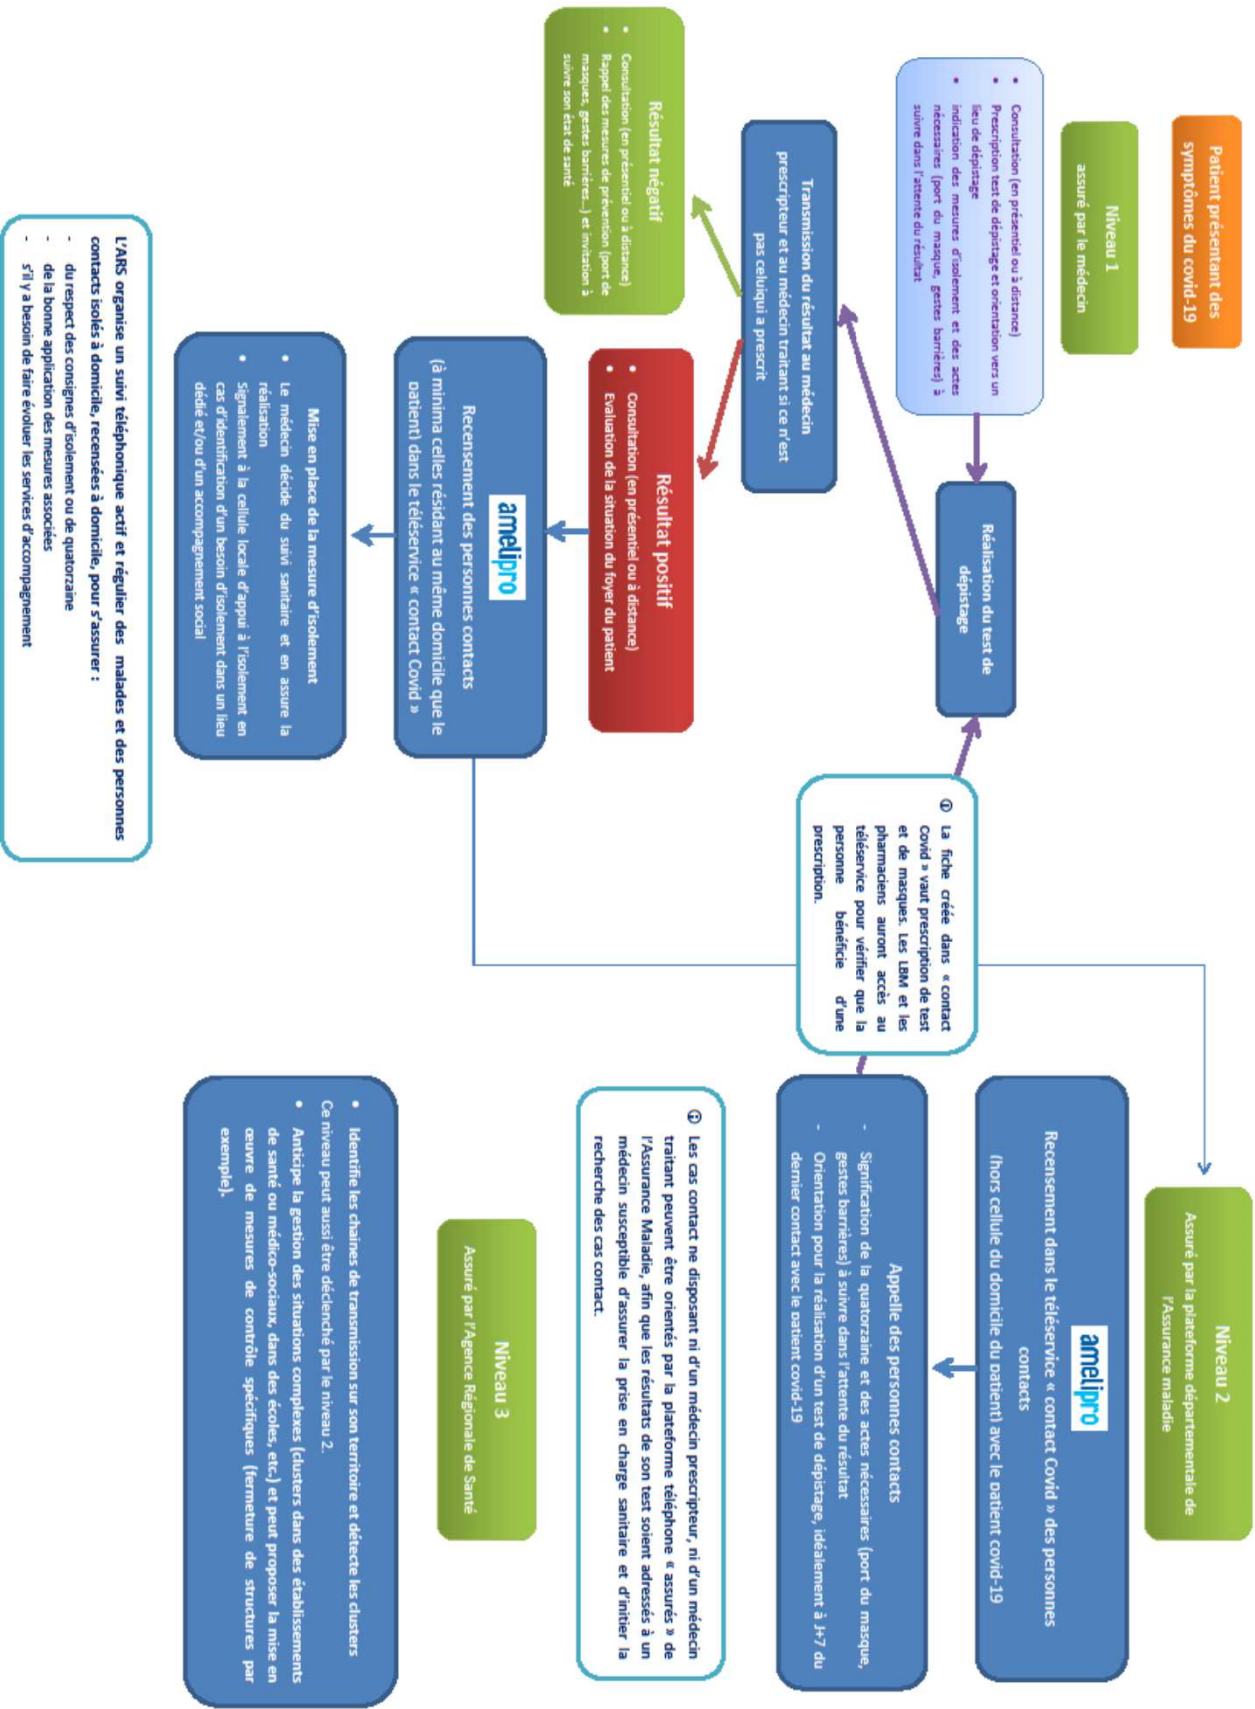 Patient présentant des
symptômes du covid-19
Niveau 1
assuré par le médecin
• Consultation (en présentiel ou à distance)
• Prescription test de dépistage et orientation vers un
lieu de dépistage
• indication des mesures d'isolement et des actes
nécessaires (port du masque, gestes barrières) à
suivre dans l'attente du résultat
Réalisation du test de
dépistage
Transmission du résultat au médecin
prescripteur et au médecin traitant si ce n'est
pas celuiqui a prescrit
Résultat négatif
• Consultation (en présentiel ou à distance)
• Rappel des mesures de prévention (port de
masques, gestes barrières...) et invitation à
suivre son état de santé
Résultat positif
• Consultation (en présentiel ou à distance)
• Evaluation de la situation du foyer du patient
amelipro
Recensement des personnes contacts
(à minima celles résidant au même domicile que le
patient) dans le téléservice « contact Covid »
Mise en place de la mesure d'isolement
• Le médecin décide du suivi sanitaire et en assure la
réalisation
• Signalement à la cellule locale d'appui à l'isolement en
cas d'identification d'un besoin d'isolement dans un lieu
dédié et/ou d'un accompagnement social
L'ARS organise un suivi téléphonique actif et régulier des malades et des personnes
contacts isolés à domicile, recensées à domicile, pour s'assurer :
- du respect des consignes d'isolement ou de quatorzaine
- de la bonne application des mesures associées
- s'il y a besoin de faire évoluer les services d'accompagnement
La fiche créée dans « contact
Covid » vaut prescription de test
et de masques. Les LBM et les
pharmaciens auront accès au
téléservice pour vérifier que la
personne bénéficie d'une
prescription.
Niveau 2
Assuré par la plateforme départementale de
l'Assurance maladie
amelipro
Recensement dans le téléservice « contact Covid » des personnes
contacts
(hors cellule du domicile du patient) avec le patient covid-19
Appelle des personnes contacts
- Signification de la quatorzaine et des actes nécessaires (port du masque,
gestes barrières) à suivre dans l'attente du résultat
- Orientation pour la réalisation d'un test de dépistage, idéalement à J+7 du
dernier contact avec le patient covid-19
Les cas contact ne disposant ni d'un médecin prescripteur, ni d'un médecin
traitant peuvent être orientés par la plateforme téléphone « assurés » de
l'Assurance Maladie, afin que les résultats de son test soient adressés à un
médecin susceptible d'assurer la prise en charge sanitaire et d'initier la
recherche des cas contact.
Niveau 3
Assuré par l'Agence Régionale de Santé
• Identifie les chaines de transmission sur son territoire et détecte les clusters
Ce niveau peut aussi être déclenché par le niveau 2.
• Anticipe la gestion des situations complexes (clusters dans des établissements
de santé ou médico-sociaux, dans des écoles, etc.) et peut proposer la mise en
œuvre de mesures de contrôle spécifiques (fermeture de structures par
exemple).